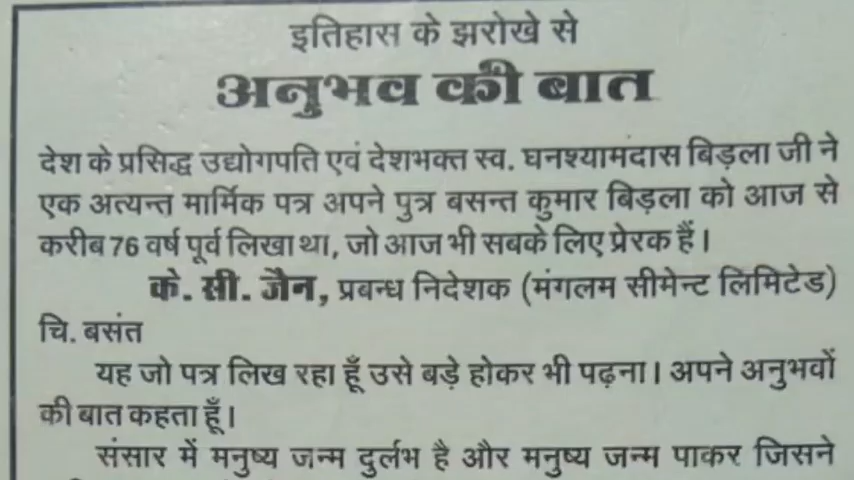 इतिहास के झरोखे से
अनुभव की बात
देश के प्रसिद्ध उद्योगपति एवं देशभक्त स्व. घनश्यामदास बिड़ला जी ने
एक अत्यन्त मार्मिक पत्र अपने पुत्र बसन्त कुमार बिड़ला को आज से
करीब 76 वर्ष पूर्व लिखा था, जो आज भी सबके लिए प्रेरक हैं।
के. सी. जैन, प्रबन्ध निदेशक (मंगलम सीमेन्ट लिमिटेड)
चि. बसंत
यह जो पत्र लिख रहा हूँ उसे बड़े होकर भी पढ़ना। अपने अनुभवों
की बात कहता हूँ।
संसार में मनुष्य जन्म दुर्लभ है और मनुष्य जन्म पाकर जिसने